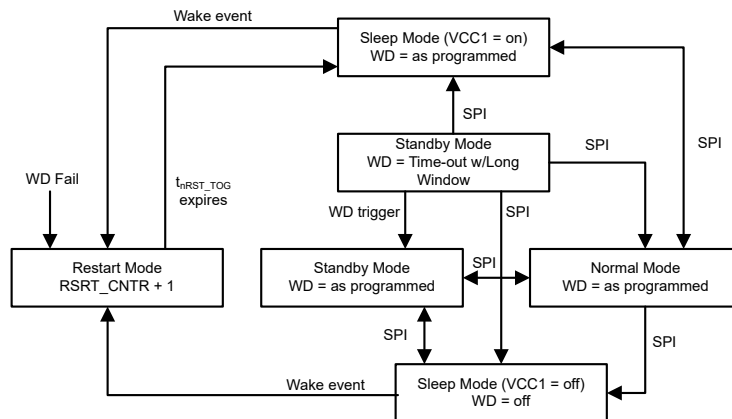 Wake event
Sleep Mode (VCC1 = on)
WD = as programmed
SPI
SPI
Standby Mode
WD = Time-out w/Long
Window
SPI
WD Fail
tnRST_TOG
expires
WD trigger
SPI
Restart Mode
RSRT_CNTR + 1
Standby Mode
WD = as programmed
SPI
Normal Mode
WD = as programmed
SPI
SPI
Wake event
Sleep Mode (VCC1 = off)
WD = off